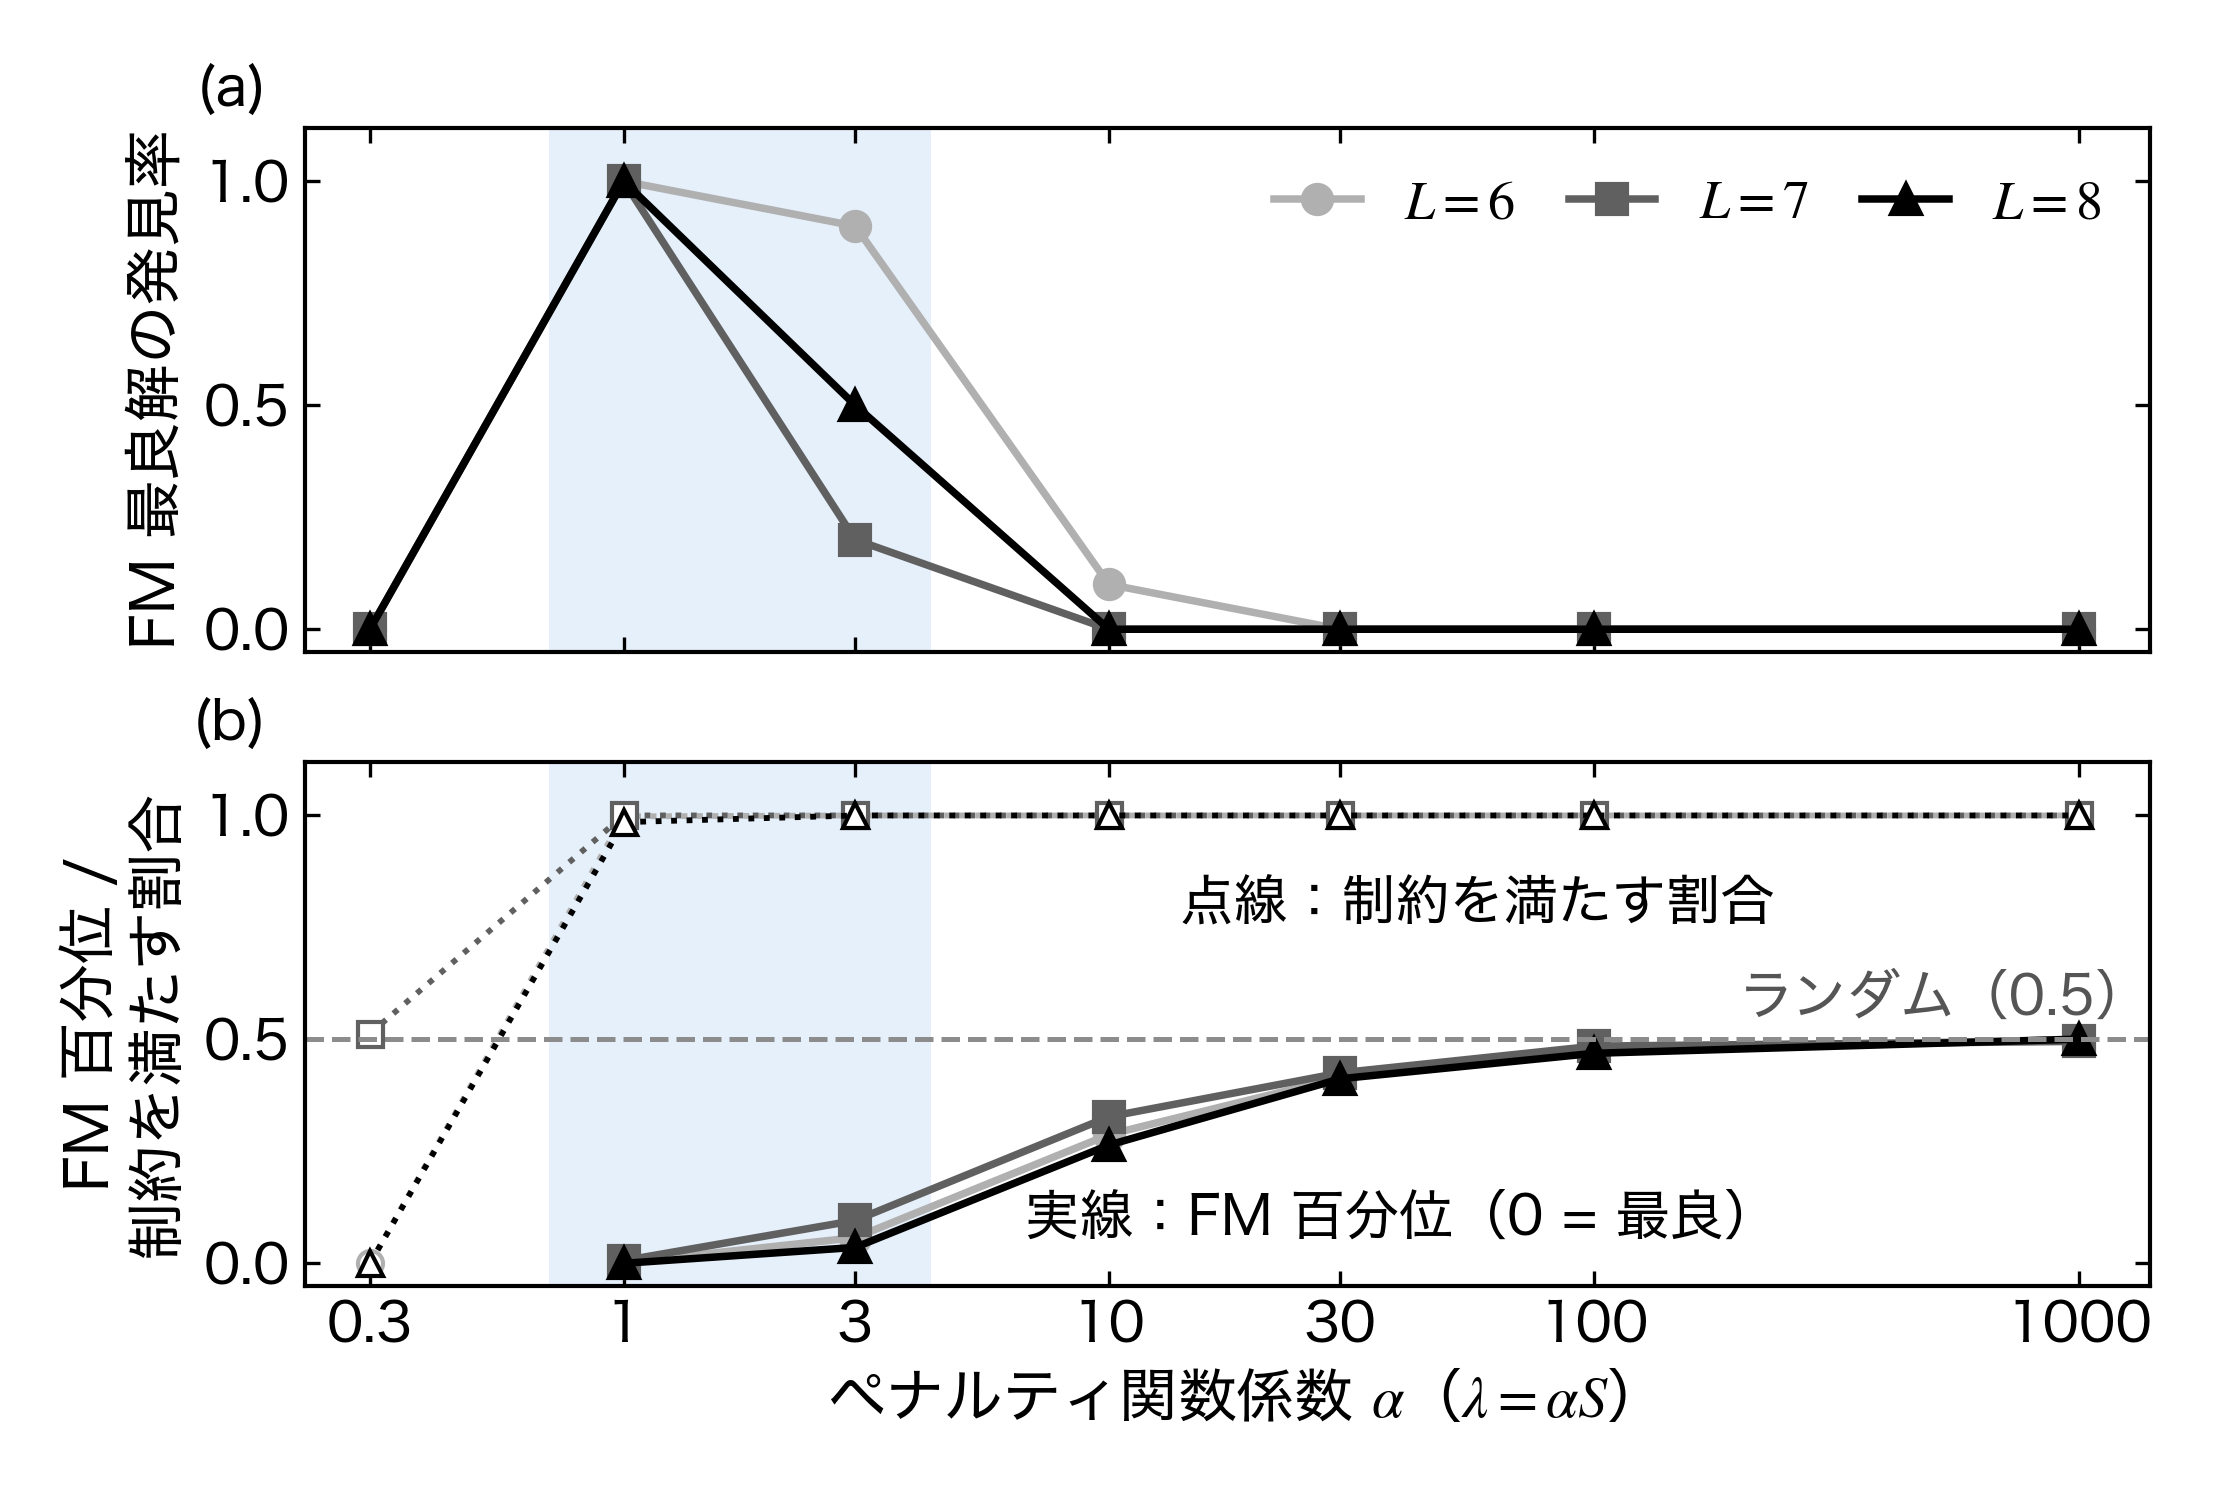 (a)
FM 最良解の発見率
1.0
0.5
0.0
L=6
L=7
L=8
(b)
FM 百分位 /
制約を満たす割合
1.0
0.5
0.0
点線：制約を満たす割合
ランダム（0.5）
実線：FM 百分位（0 = 最良）
0.3 1 3 10 30 100 1000
ペナルティ関数係数 α（λ=αS）